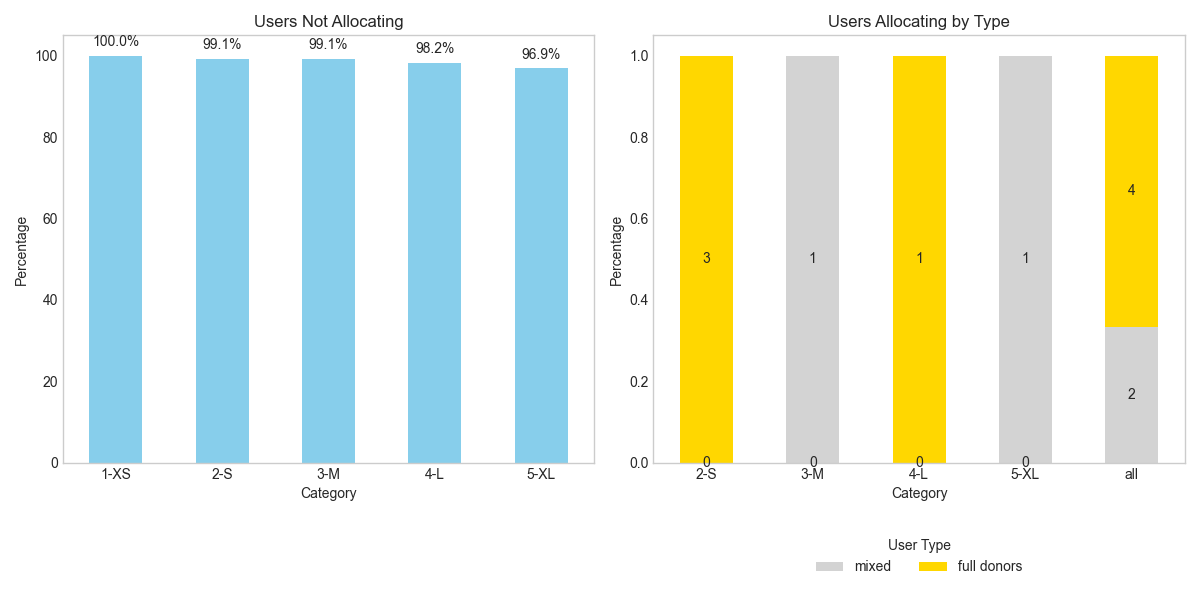 Users Not Allocating
100.0%
99.1%
99.1%
98.2%
96.9%
100
80
60
40
20
0
Percentage
1-XS
2-S
3-M
4-L
5-XL
Category
Users Allocating by Type
1.0
0.8
0.6
0.4
0.2
0.0
Percentage
4
3
1
1
1
2
0
0
0
0
2-S
3-M
4-L
5-XL
all
Category
User Type
mixed
full donors